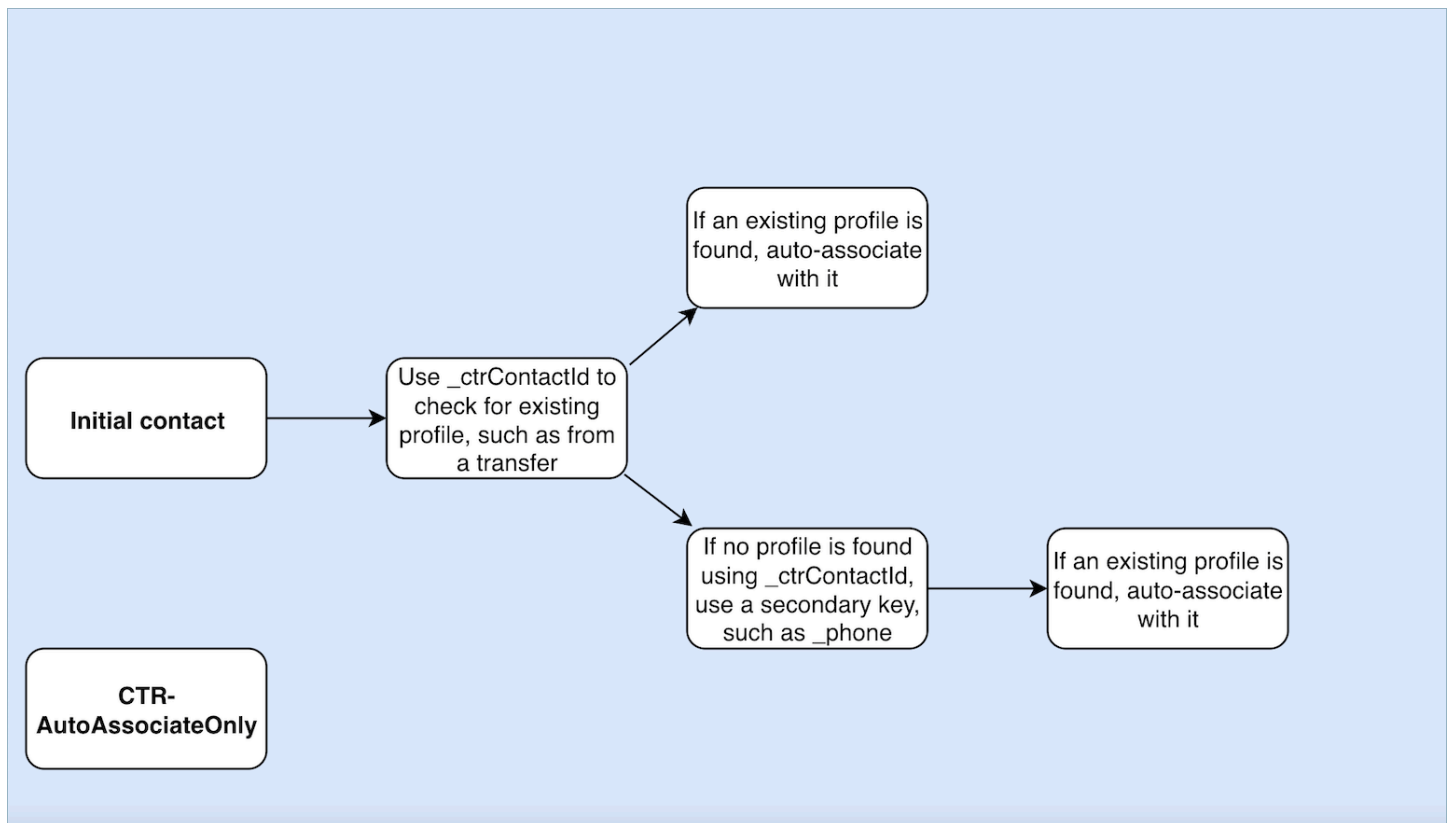 If an existing profile is
found, auto-associate
with it
Initial contact
Use _ctrContactId to
check for existing
profile, such as from
a transfer
If no profile is found
using _ctrContactId,
use a secondary key,
such as _phone
If an existing profile is
found, auto-associate
with it
CTR-
AutoAssociateOnly